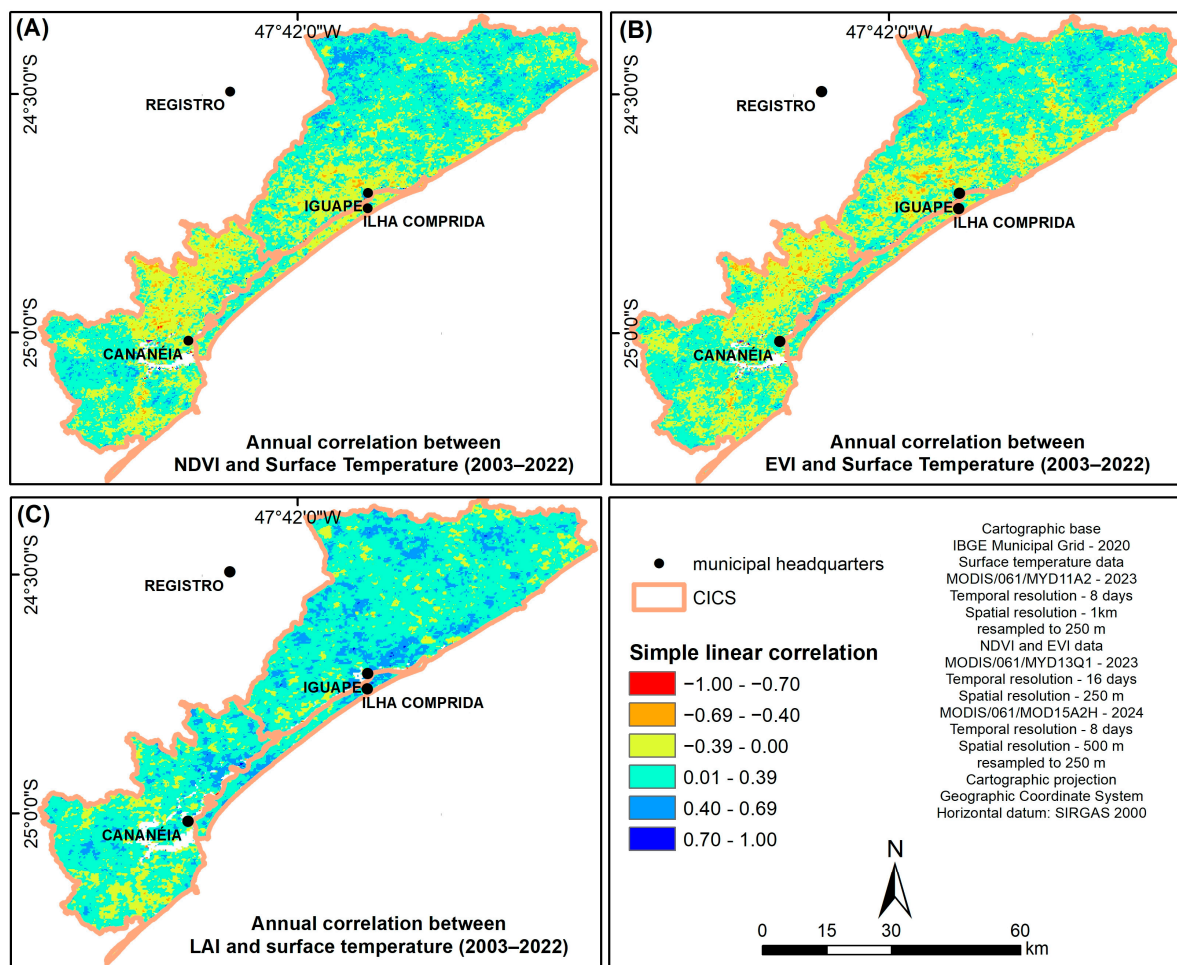 (A)
47°42'0"W
24°30'0"S
REGISTRO
IGUAPE
ILHA COMPRIDA
25°0'0"S
CANANÉIA
Annual correlation between
NDVI and Surface Temperature (2003–2022)
(B)
47°42'0"W
24°30'0"S
REGISTRO
IGUAPE
ILHA COMPRIDA
25°0'0"S
CANANÉIA
Annual correlation between
EVI and Surface Temperature (2003–2022)
(C)
47°42'0"W
24°30'0"S
REGISTRO
IGUAPE
ILHA COMPRIDA
25°0'0"S
CANANÉIA
Annual correlation between
LAI and surface temperature (2003–2022)
municipal headquarters
CICS
Simple linear correlation
−1.00 - −0.70
−0.69 - −0.40
−0.39 - 0.00
0.01 - 0.39
0.40 - 0.69
0.70 - 1.00
Cartographic base
IBGE Municipal Grid - 2020
Surface temperature data
MODIS/061/MYD11A2 - 2023
Temporal resolution - 8 days
Spatial resolution - 1km
resampled to 250 m
NDVI and EVI data
MODIS/061/MYD13Q1 - 2023
Temporal resolution - 16 days
Spatial resolution - 250 m
MODIS/061/MOD15A2H - 2024
Temporal resolution - 8 days
Spatial resolution - 500 m
resampled to 250 m
Cartographic projection
Geographic Coordinate System
Horizontal datum: SIRGAS 2000
N
0 15 30 60
km